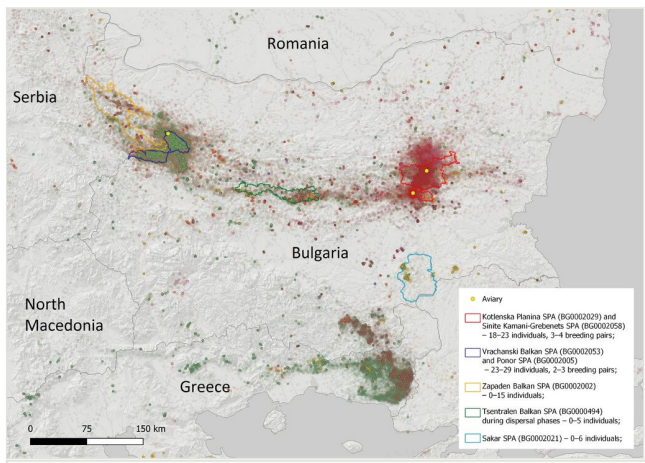 Romania
Serbia
Bulgaria
North
Macedonia
Greece
0 75 150 km
Aviary
Kotlenska Planina SPA (BG0002029) and
Sinite Kamani-Grebenets SPA (BG0002058)
– 18–23 individuals, 3–4 breeding pairs;
Vrachanski Balkan SPA (BG0002053)
and Ponor SPA (BG0002005)
– 23–29 individuals, 2–3 breeding pairs;
Zapaden Balkan SPA (BG0002002)
– 0–15 individuals;
Tsentralen Balkan SPA (BG0000494)
during dispersal phases – 0–5 individuals;
Sakar SPA (BG0002021) – 0–6 individuals;